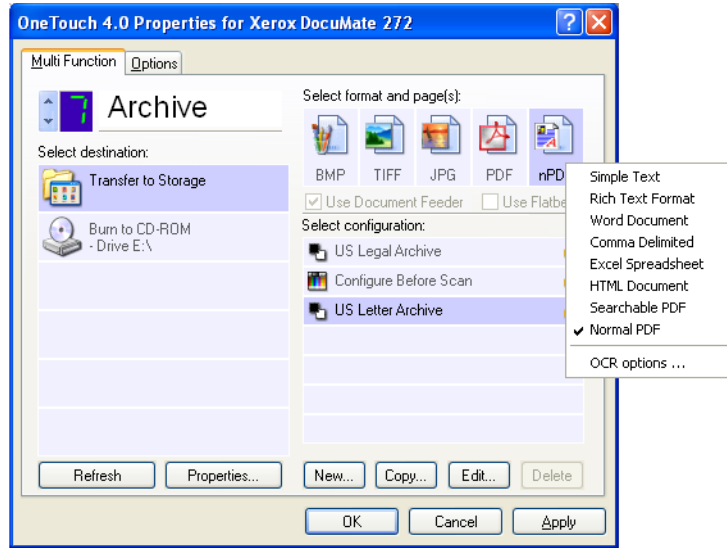 OneTouch 4.0 Properties for Xerox DocuMate 272
Multi Function
Options
7
Archive
Select destination:
Transfer to Storage
Burn to CD-ROM
- Drive E:\
Refresh
Properties...
Select format and page(s):
BMP
TIFF
JPG
PDF
nPD
Use Document Feeder
Use Flatbe
Select configuration:
US Legal Archive
Configure Before Scan
US Letter Archive
New...
Copy...
Edit...
Delete
OK
Cancel
Apply
Simple Text
Rich Text Format
Word Document
Comma Delimited
Excel Spreadsheet
HTML Document
Searchable PDF
Normal PDF
OCR options ...